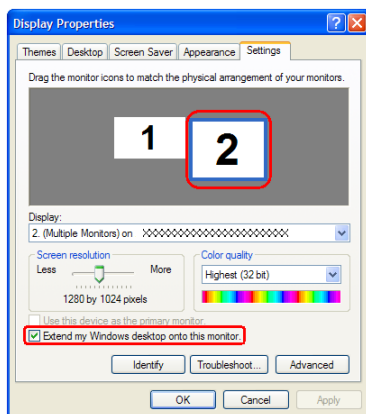 Display Properties
Themes Desktop Screen Saver Appearance Settings
Drag the monitor icons to match the physical arrangement of your monitors.
1 2
Display:
2. (Multiple Monitors) on XXXXXXXXXXXXXXXXXXXXXXX
Screen resolution Color quality
Less More Highest (32 bit)
1280 by 1024 pixels
Use this device as the primary monitor
Extend my Windows desktop onto this monitor.
Identify Troubleshoot... Advanced
OK Cancel Apply